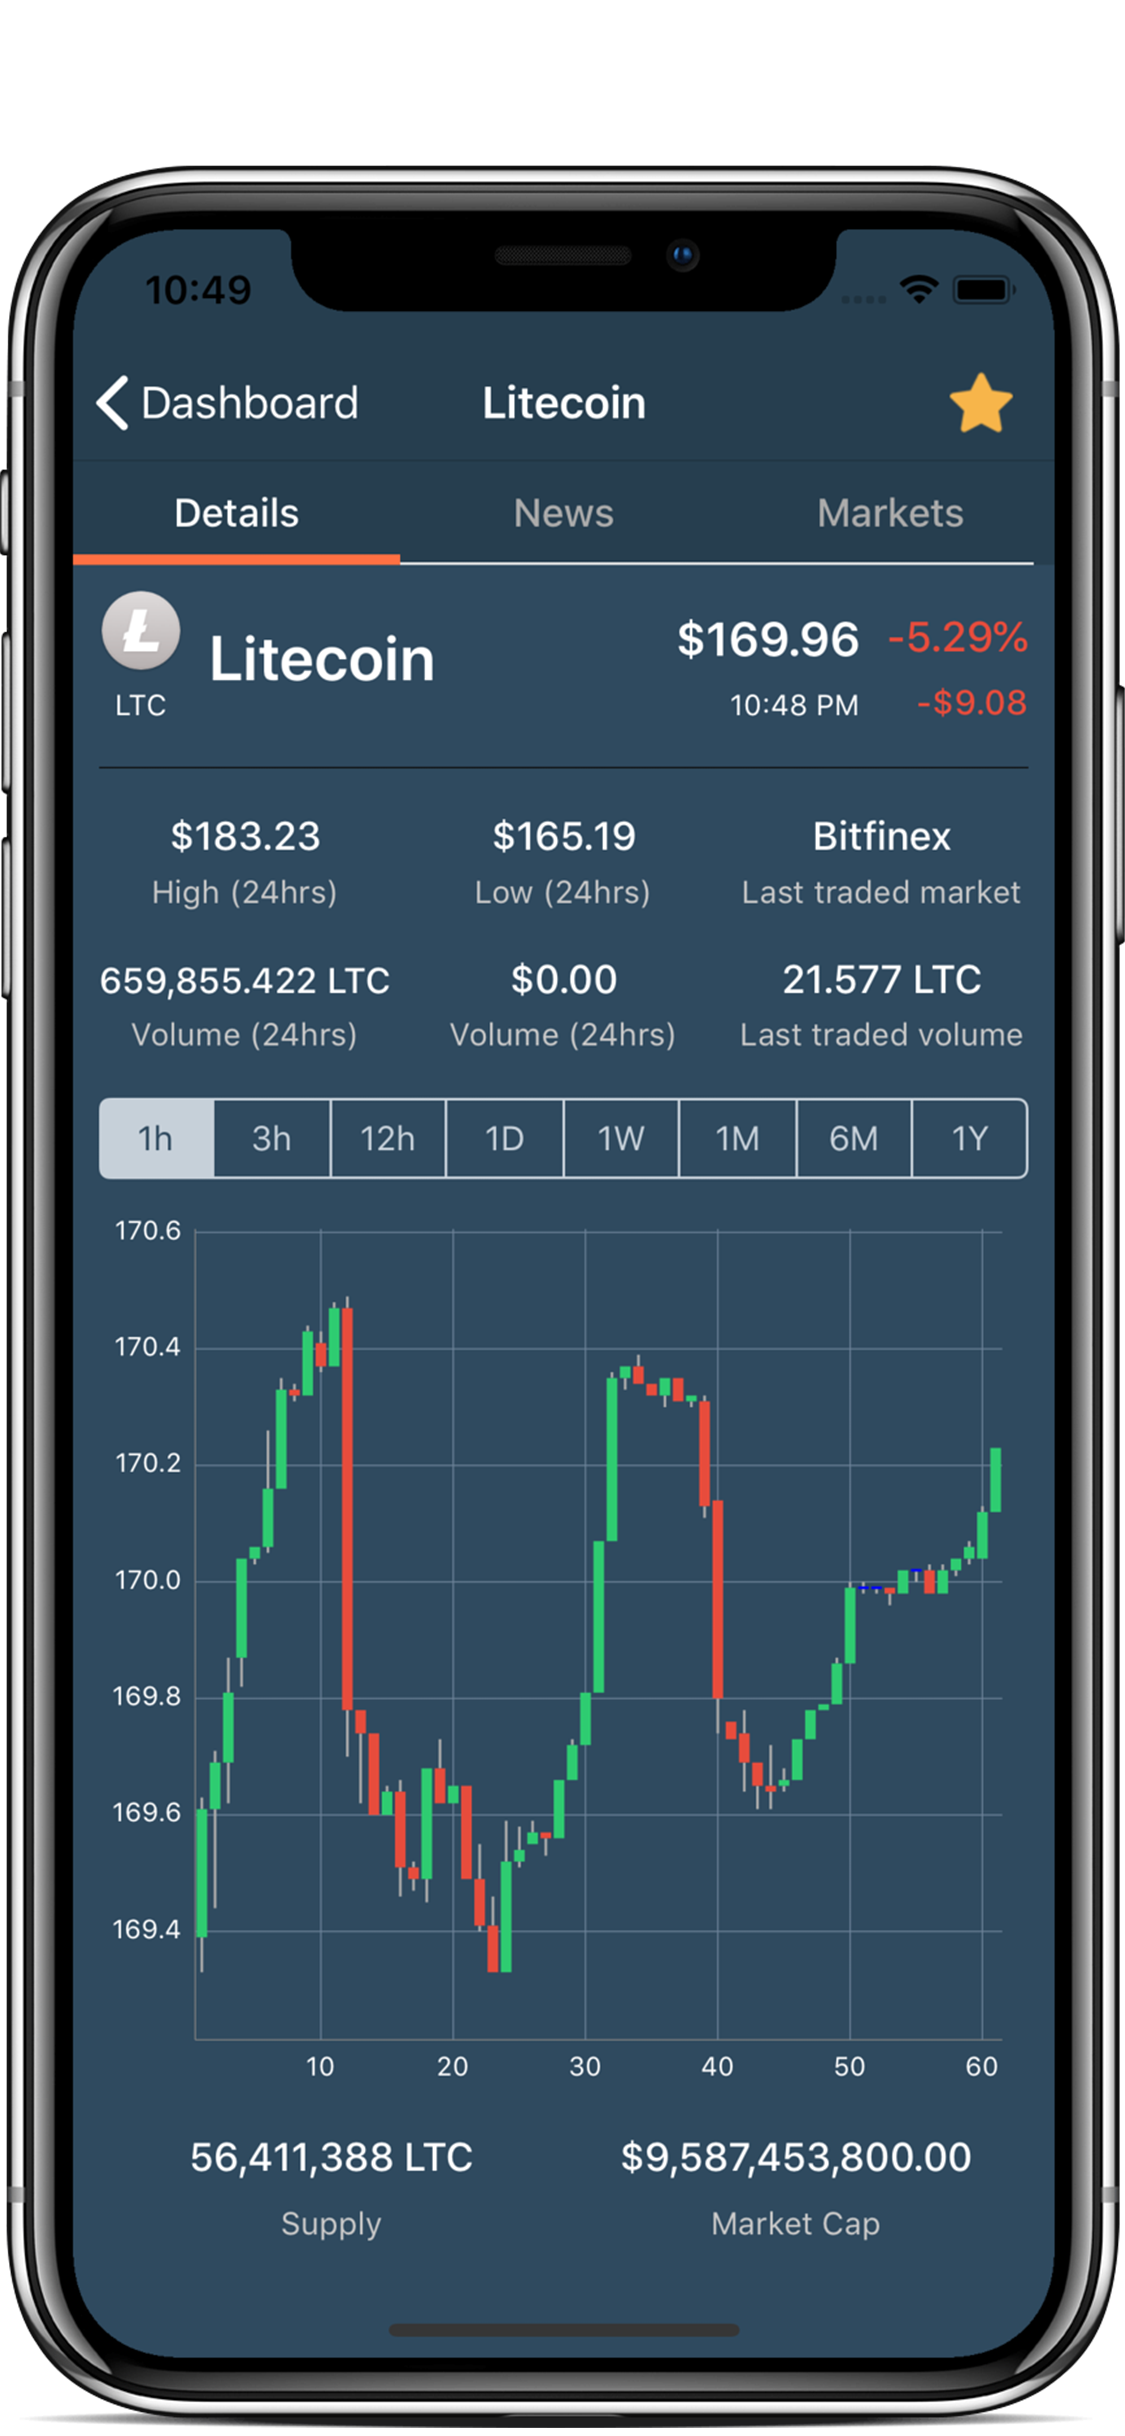 10:49
Dashboard Litecoin
Details News Markets
Litecoin $169.96 -5.29%
LTC 10:48 PM -$9.08
$183.23 $165.19 Bitfinex
High (24hrs) Low (24hrs) Last traded market
659,855.422 LTC $0.00 21.577 LTC
Volume (24hrs) Volume (24hrs) Last traded volume
1h 3h 12h 1D 1W 1M 6M 1Y
170.6
170.4
170.2
170.0
169.8
169.6
169.4
10 20 30 40 50 60
56,411,388 LTC $9,587,453,800.00
Supply Market Cap